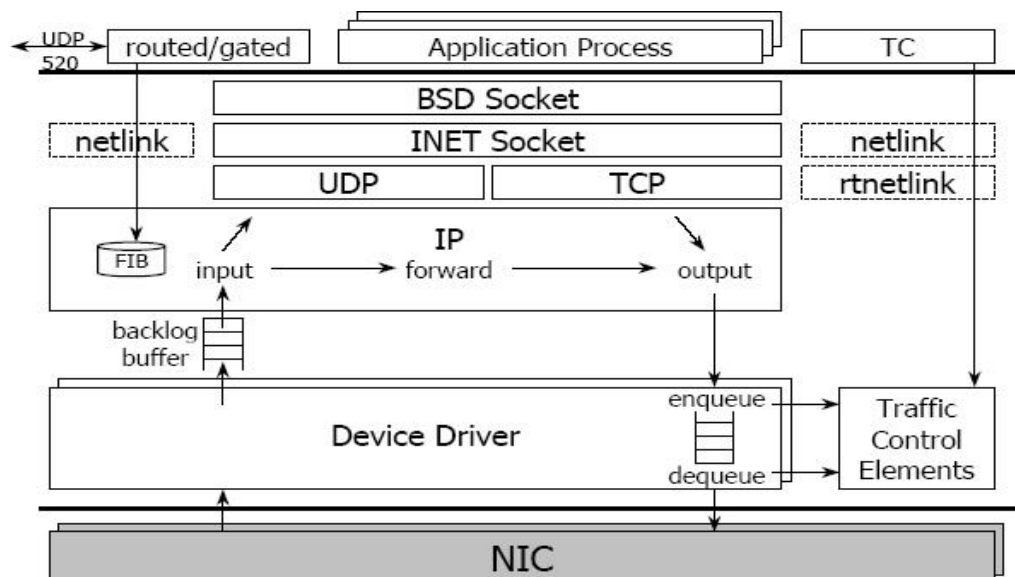 UDP
520
routed/gated
Application Process
TC
BSD Socket
netlink
INET Socket
netlink
UDP
TCP
rtnetlink
IP
FIB
input
forward
output
backlog
buffer
enqueue
Device Driver
dequeue
Traffic
Control
Elements
NIC